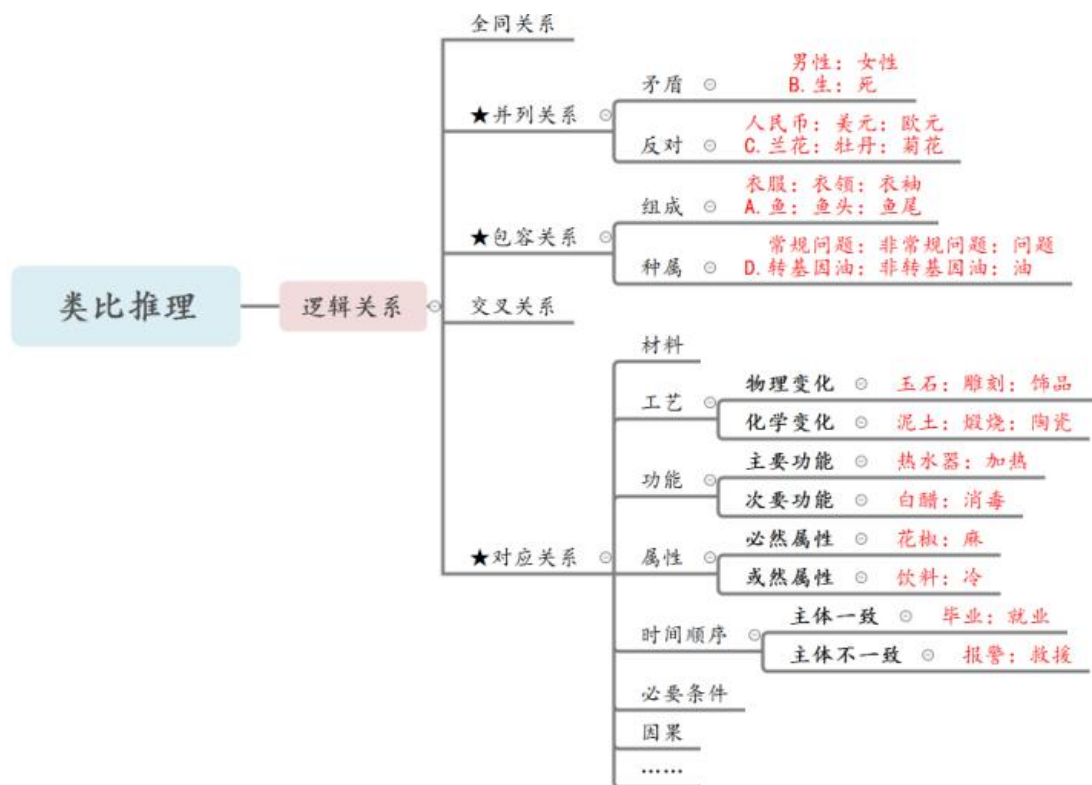 类比推理
逻辑关系
全同关系
★并列关系
矛盾
男性：女性
B.生：死
反对
人民币：美元：欧元
C.兰花：牡丹：菊花
★包容关系
组成
衣服：衣领：衣袖
A.鱼：鱼头：鱼尾
种属
常规问题：非常规问题：问题
D.转基因油：非转基因油：油
交叉关系
★对应关系
材料
工艺
物理变化
玉石：雕刻：饰品
化学变化
泥土：煅烧：陶瓷
功能
主要功能
热水器：加热
次要功能
白醋：消毒
属性
必然属性
花椒：麻
或然属性
饮料：冷
时间顺序
主体一致
毕业：就业
主体不一致
报警：救援
必要条件
因果
……